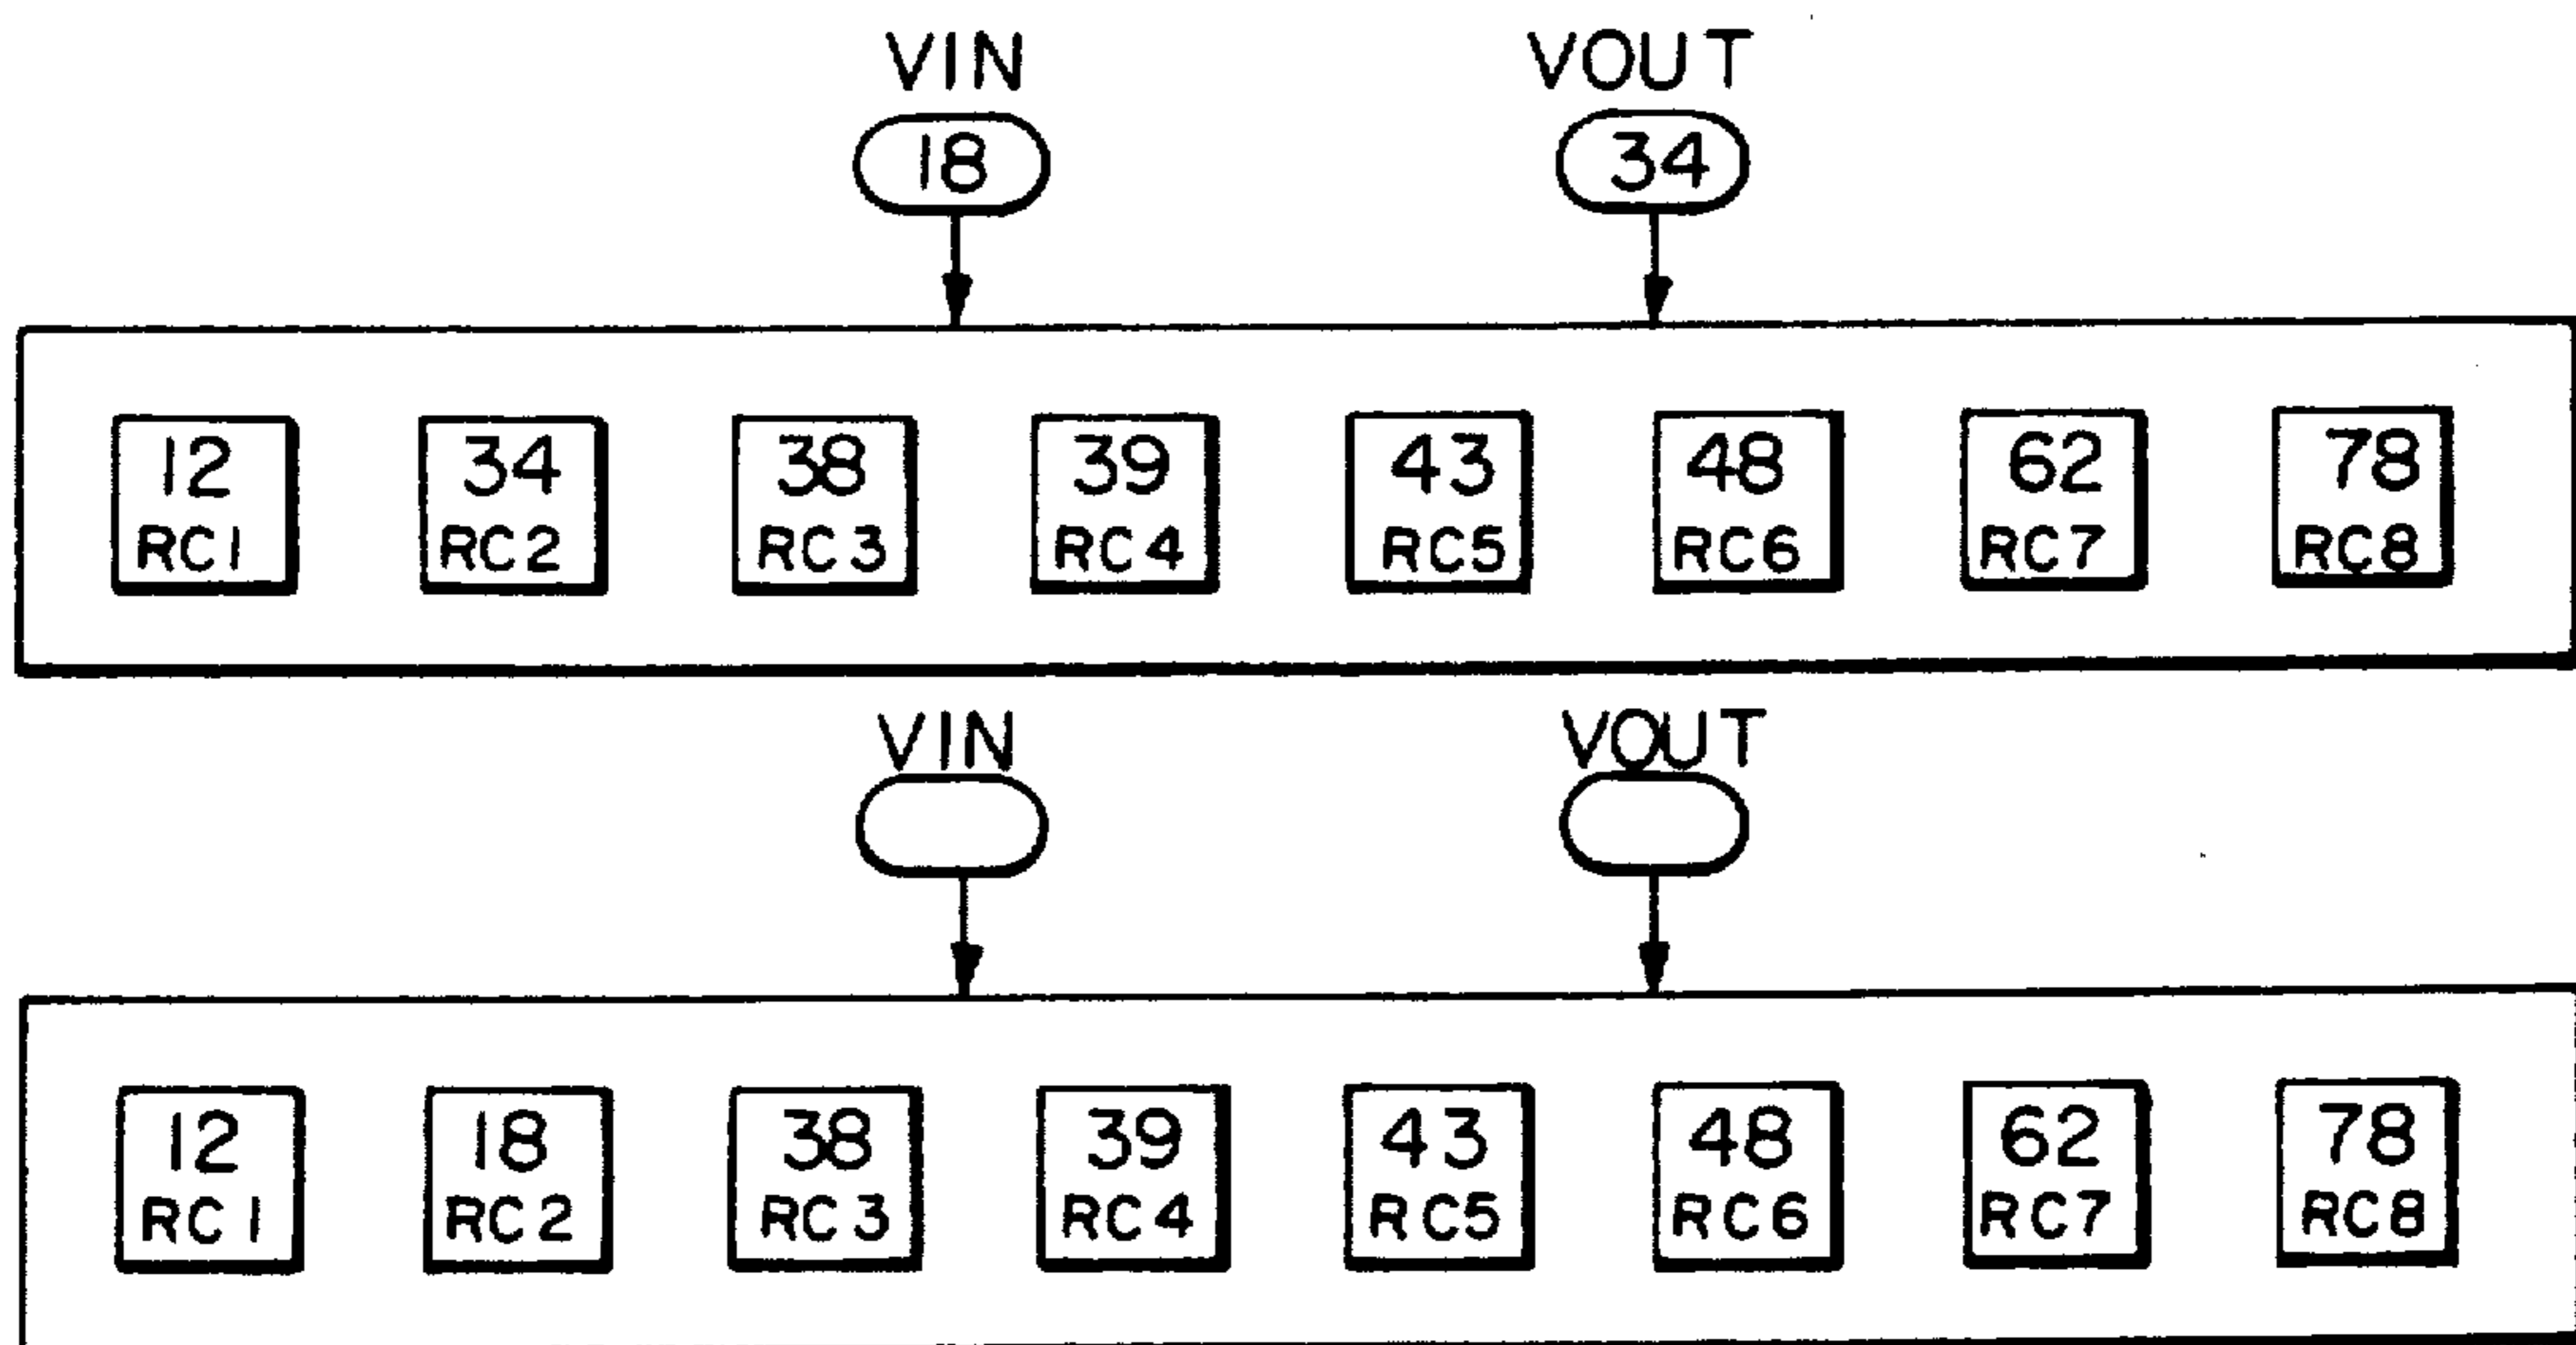 VIN VOUT
18 34
12 34 38 39 43 48 62 78
RC1 RC2 RC3 RC4 RC5 RC6 RC7 RC8
VIN VOUT
12 18 38 39 43 48 62 78
RC1 RC2 RC3 RC4 RC5 RC6 RC7 RC8